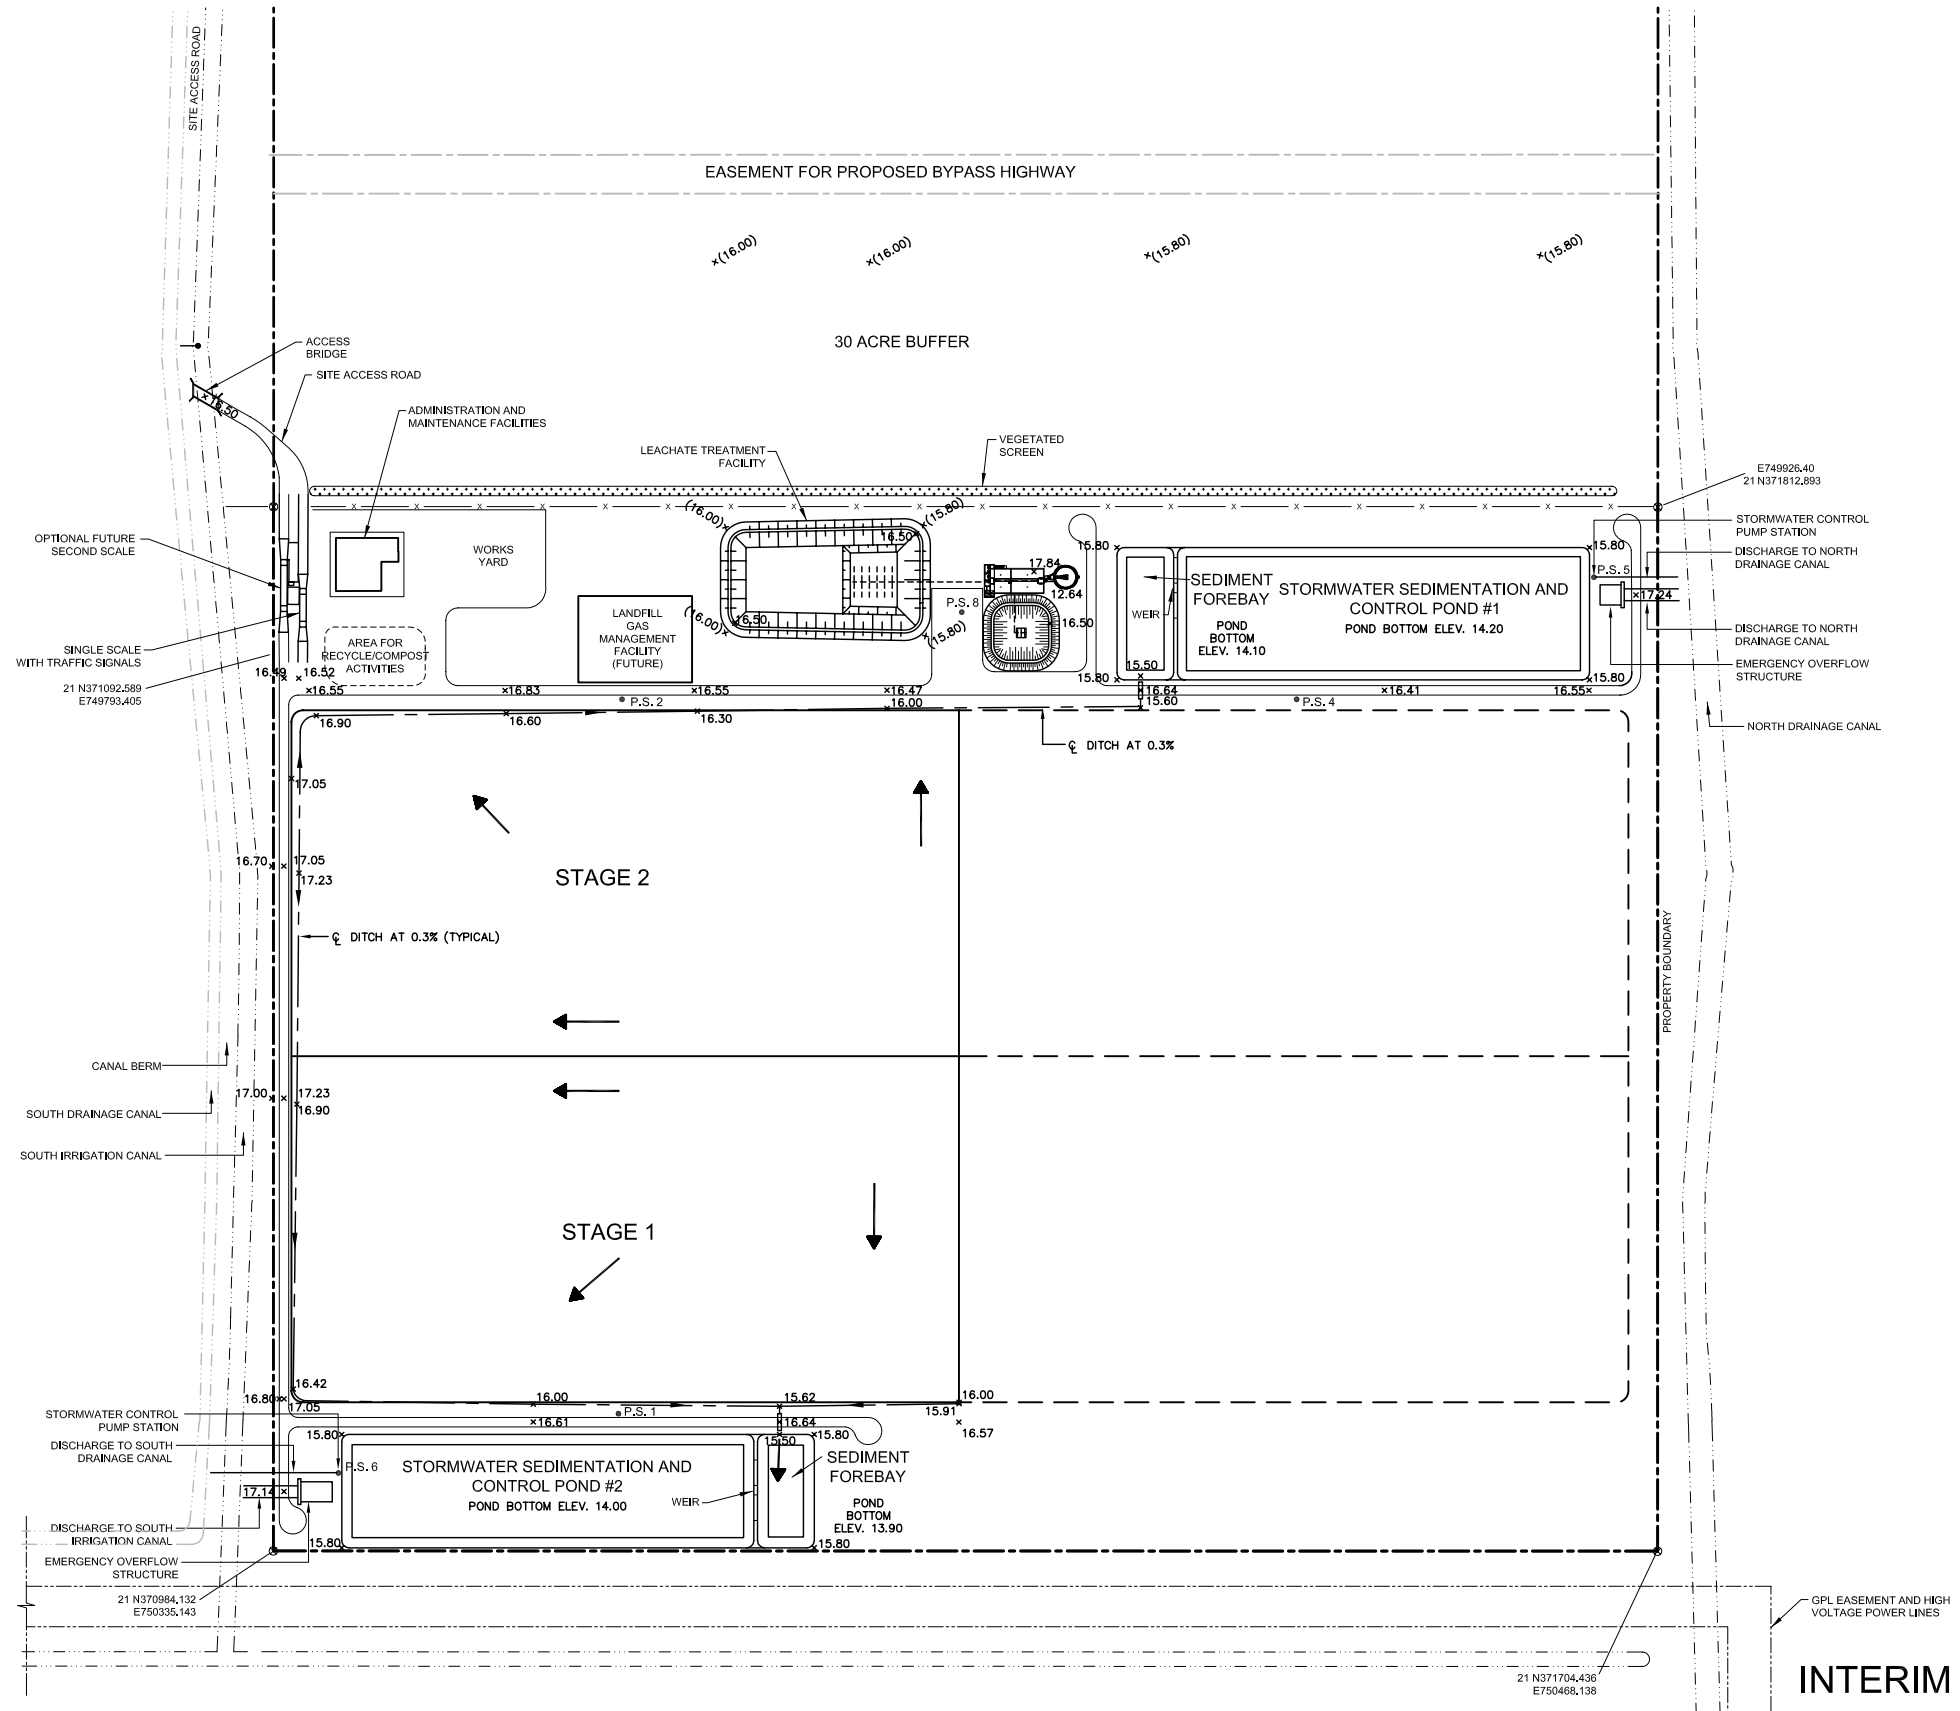 SITE ACCESS ROAD
EASEMENT FOR PROPOSED BYPASS HIGHWAY
×(16.00)
×(16.00)
×(15.80)
×(15.80)
30 ACRE BUFFER
ACCESS
BRIDGE
SITE ACCESS ROAD
16.50
ADMINISTRATION AND
MAINTENANCE FACILITIES
LEACHATE TREATMENT
FACILITY
VEGETATED
SCREEN
E749926.40
21 N371812.893
OPTIONAL FUTURE
SECOND SCALE
WORKS
YARD
(16.00)
(15.80)
16.50
16.50
(16.00)
(15.80)
17.84
12.64
P.S. 8
16.50
15.80
15.80
SEDIMENT
FOREBAY
WEIR
POND
BOTTOM
ELEV. 14.10
STORMWATER SEDIMENTATION AND
CONTROL POND #1
POND BOTTOM ELEV. 14.20
P.S. 5
17.24
STORMWATER CONTROL
PUMP STATION
DISCHARGE TO NORTH
DRAINAGE CANAL
DISCHARGE TO NORTH
DRAINAGE CANAL
EMERGENCY OVERFLOW
STRUCTURE
LANDFILL
GAS
MANAGEMENT
FACILITY
(FUTURE)
AREA FOR
RECYCLE/COMPOST
ACTIVITIES
SINGLE SCALE
WITH TRAFFIC SIGNALS
21 N371092.589
E749793.405
16.49
16.52
15.50
15.80
15.80
×16.55
×16.83
×16.55
×16.47
×16.64
×16.41
16.55×
P.S. 2
16.00
15.60
P.S. 4
16.90
16.60
16.30
NORTH DRAINAGE CANAL
℄ DITCH AT 0.3%
17.05
STAGE 2
16.70
17.05
17.23
℄ DITCH AT 0.3% (TYPICAL)
PROPERTY BOUNDARY
CANAL BERM
17.00
17.23
16.90
SOUTH DRAINAGE CANAL
SOUTH IRRIGATION CANAL
STAGE 1
16.42
16.80
17.05
16.00
15.62
16.00
15.91
×16.61
P.S. 1
×16.64
16.57
STORMWATER CONTROL
PUMP STATION
DISCHARGE TO SOUTH
DRAINAGE CANAL
15.80
15.50
15.80
P.S. 6
STORMWATER SEDIMENTATION AND
CONTROL POND #2
POND BOTTOM ELEV. 14.00
WEIR
SEDIMENT
FOREBAY
POND
BOTTOM
ELEV. 13.90
17.14
DISCHARGE TO SOUTH
IRRIGATION CANAL
15.80
15.80
EMERGENCY OVERFLOW
STRUCTURE
21 N370984.132
E750335.143
GPL EASEMENT AND HIGH
VOLTAGE POWER LINES
21 N371704.436
E750468.138
INTERIM